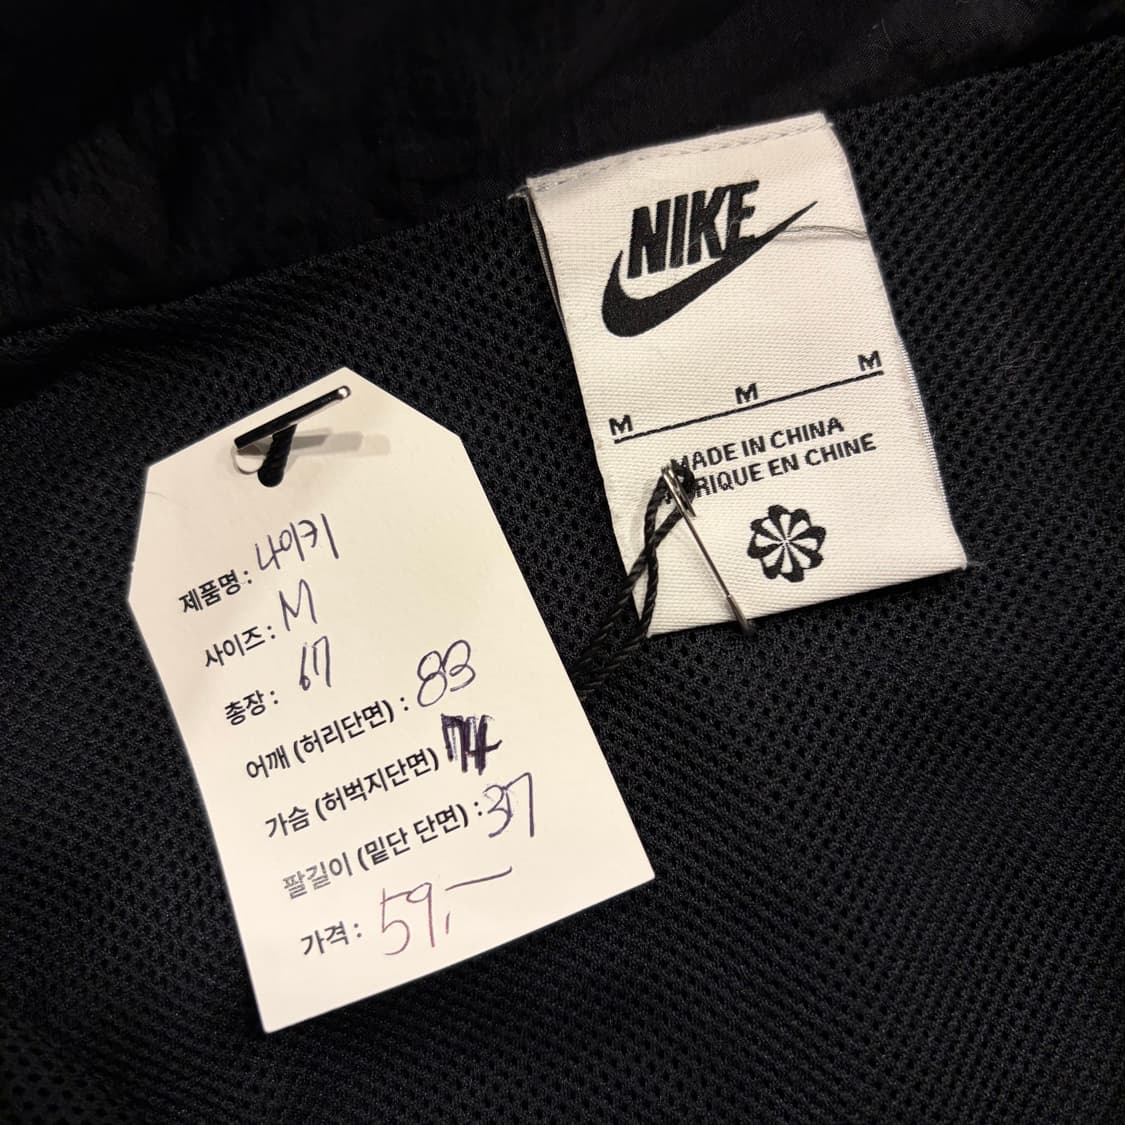 NIKE
M M M
MADE IN CHINA
RIQUE EN CHINE
제품명: 나이키
사이즈: M
총장: 67
어깨 (허리단면) : 83
가슴 (허벅지단면) 74
팔길이 (밑단 단면) : 37
가격: 59,-